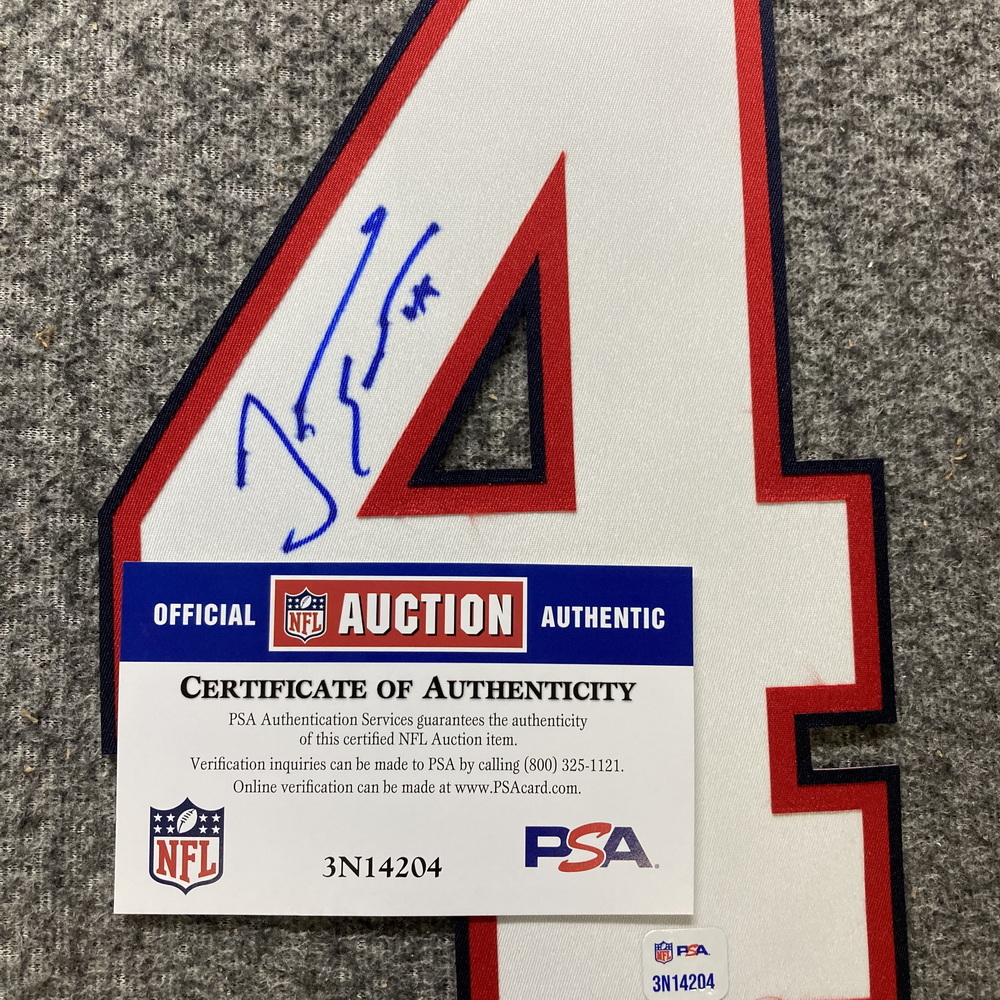 4
OFFICIAL NFL AUCTION AUTHENTIC
CERTIFICATE OF AUTHENTICITY
PSA Authentication Services guarantees the authenticity
of this certified NFL Auction item.
Verification inquiries can be made to PSA by calling (800) 325-1121.
Online verification can be made at www.PSAcard.com.
NFL
3N14204
PSA
NFL PSA
3N14204